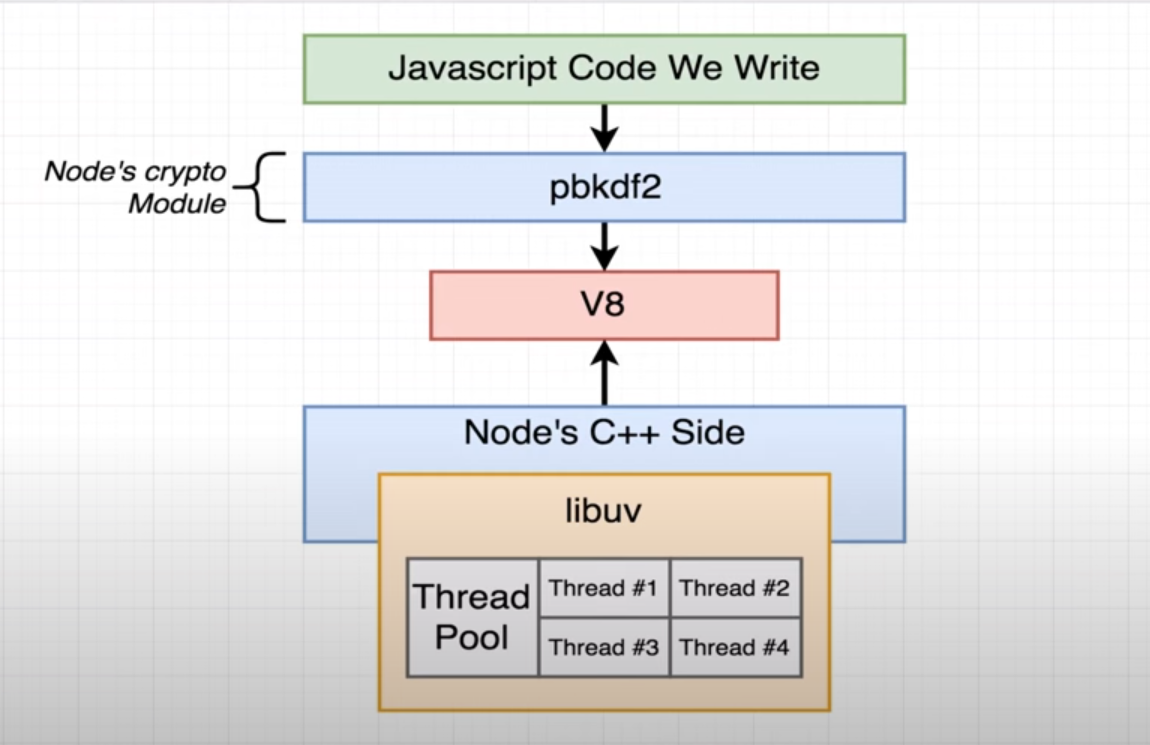 Javascript Code We Write
Node's crypto
Module
pbkdf2
V8
Node's C++ Side
libuv
Thread
Pool
Thread #1
Thread #2
Thread #3
Thread #4